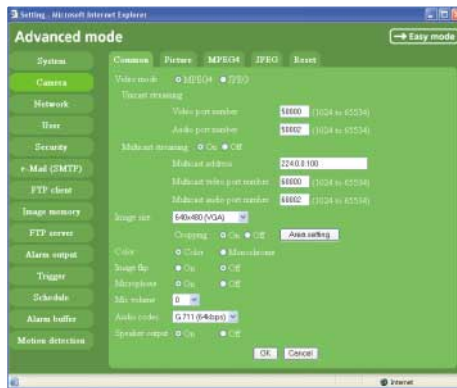 Setting - Microsoft Internet Explorer
Advanced mode
Easy mode
System
Camera
Network
User
Security
e-Mail (SMTP)
FTP client
Image memory
FTP server
Alarm output
Trigger
Schedule
Alarm buffer
Motion detection
Common Picture MPEG4 JPEG Reset
Video mode MPEG4 JPEG
Unicast streaming
Video port number 50000 (1024 to 65534)
Audio port number 50002 (1024 to 65534)
Multicast streaming On Off
Multicast address 224.0.0.100
Multicast video port number 60000 (1024 to 65534)
Multicast audio port number 60002 (1024 to 65534)
Image size 640x480 (VGA)
Cropping On Off Area setting
Color Color Monochrome
Image flip On Off
Microphone On Off
Mic volume 0
Audio codec G.711 (64kbps)
Speaker output On Off
OK Cancel
Internet